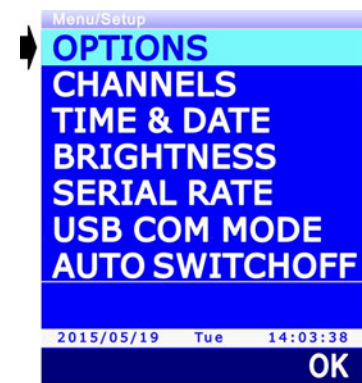 Menu/Setup
OPTIONS
CHANNELS
TIME & DATE
BRIGHTNESS
SERIAL RATE
USB COM MODE
AUTO SWITCHOFF
2015/05/19 Tue 14:03:38
OK